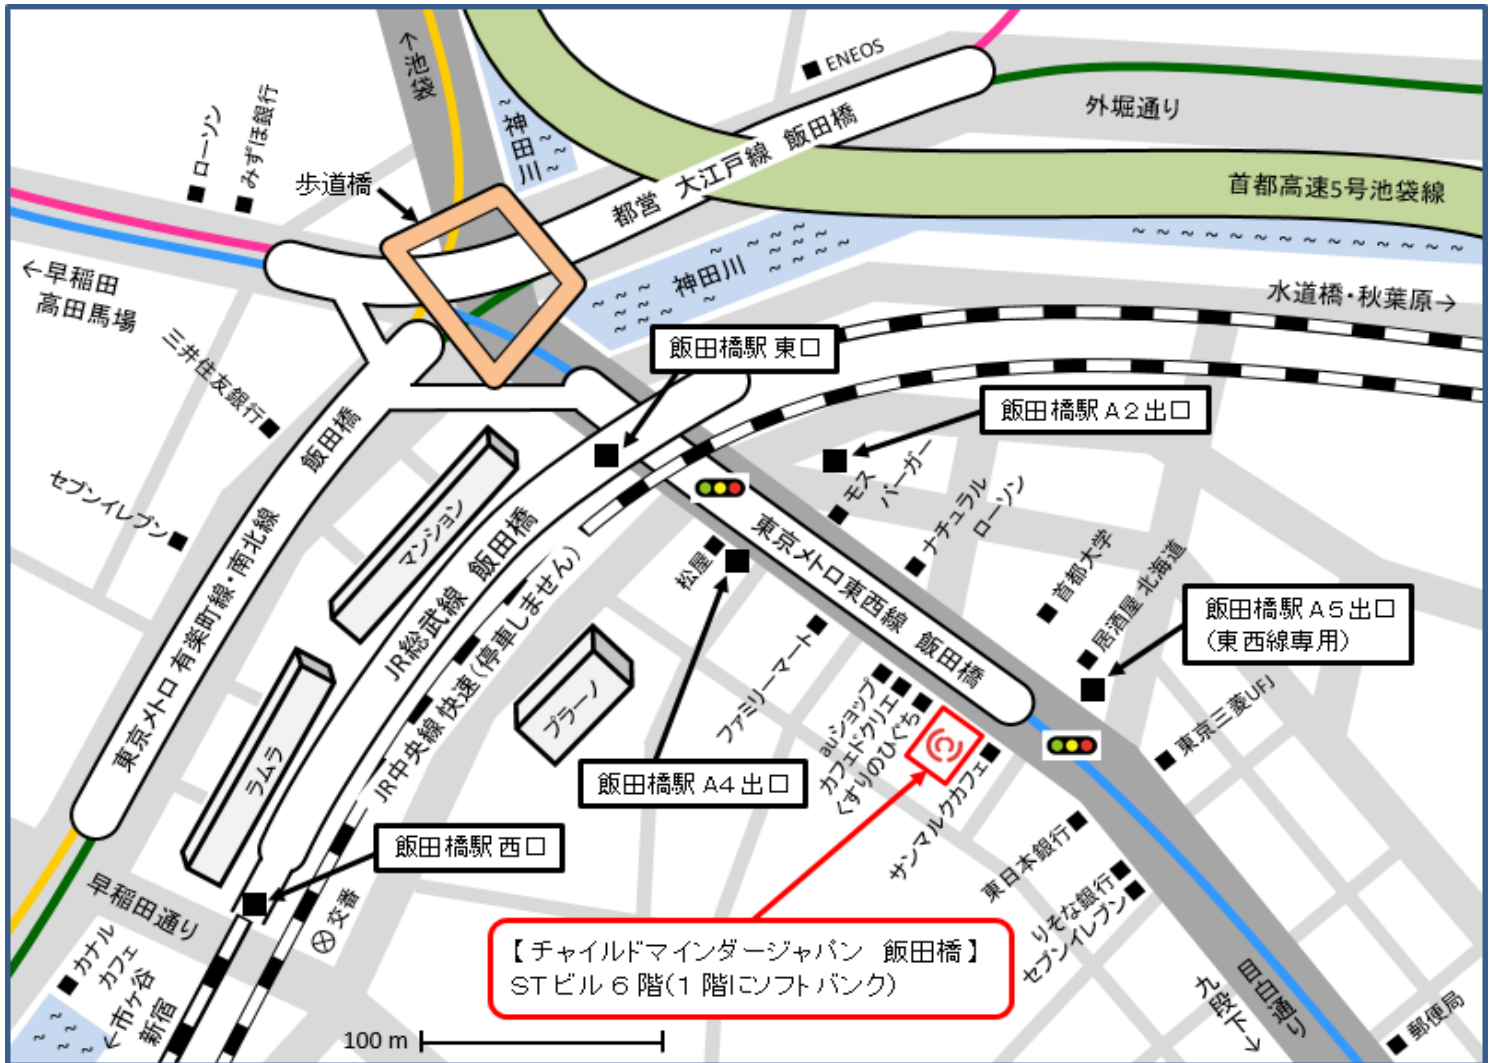 ←池袋
ENEOS
外堀通り
ローソン
みずほ銀行
神田川
都営 大江戸線 飯田橋
歩道橋
首都高速5号池袋線
←早稲田
高田馬場
神田川
水道橋・秋葉原→
三井住友銀行
飯田橋駅 東口
飯田橋駅 A2 出口
東京メトロ 有楽町線・南北線 飯田橋
セブンイレブン
マンション
JR総武線 飯田橋
JR中央線 快速(停車しません)
モス
バーガー
ナチュラル
ローソン
松屋
東京メトロ東西線 飯田橋
首都大学
居酒屋 北海道
飯田橋駅 A5 出口
(東西線専用)
ファミリーマート
プラーノ
ラムラ
auショップ
カフェドクリエ
くすりのひぐち
東京三菱UFJ
飯田橋駅 A4 出口
サンマルクカフェ
飯田橋駅 西口
早稲田通り
交番
東日本銀行
りそな銀行
セブンイレブン
カナル
カフェ
←市ケ谷
新宿
【チャイルドマインダージャパン 飯田橋】
STビル 6 階(1 階にソフトバンク)
九段下→
目白通り
郵便局
100 m